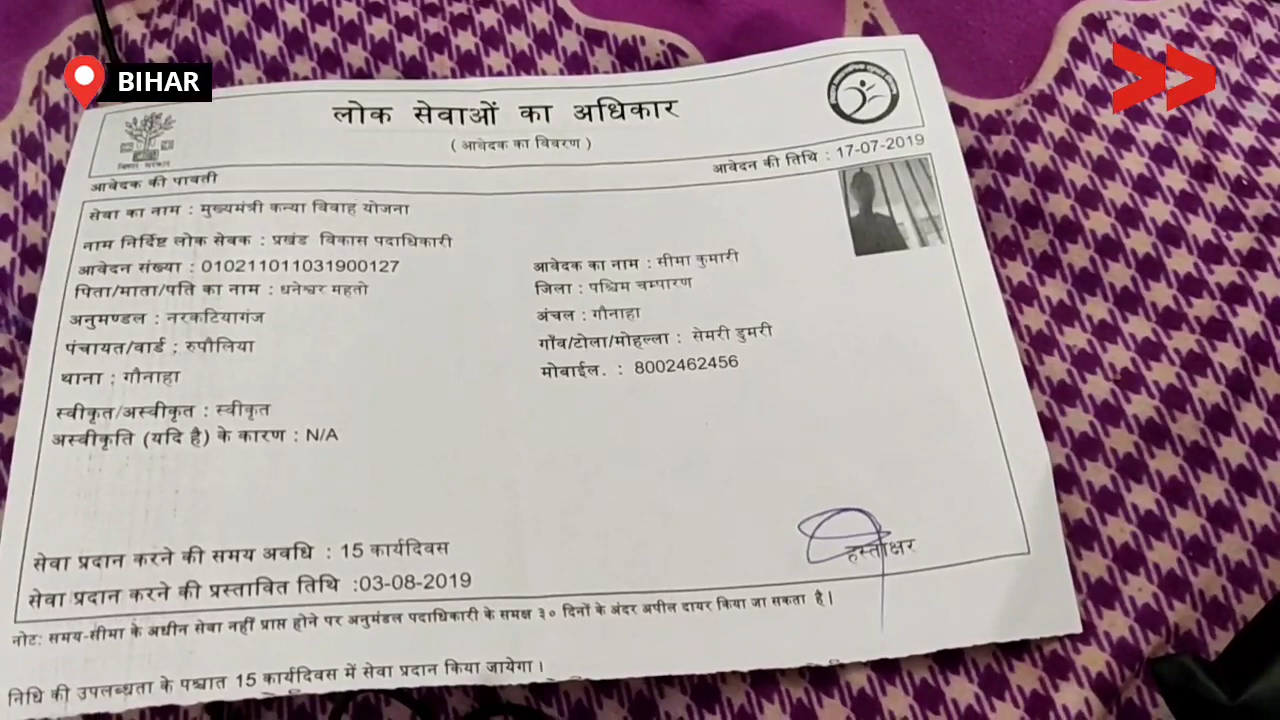 BIHAR
लोक सेवाओं का अधिकार
( आवेदक का विवरण )
बिहार सरकार
आवेदक की पावती
आवेदन की तिथि : 17-07-2019
सेवा का नाम : मुख्यमंत्री कन्या विवाह योजना
नाम निर्दिष्ट लोक सेवक : प्रखंड विकास पदाधिकारी
आवेदन संख्या : 010211011031900127
आवेदक का नाम : सीमा कुमारी
पिता/माता/पति का नाम : धनेश्वर महतो
जिला : पश्चिम चम्पारण
अनुमण्डल : नरकटियागंज
अंचल : गौनाहा
पंचायत/वार्ड : रुपौलिया
गाँव/टोला/मोहल्ला : सेमरी डुमरी
थाना : गौनाहा
मोबाईल. : 8002462456
स्वीकृत/अस्वीकृत : स्वीकृत
अस्वीकृति (यदि है) के कारण : N/A
सेवा प्रदान करने की समय अवधि : 15 कार्यदिवस
हस्ताक्षर
सेवा प्रदान करने की प्रस्तावित तिथि :03-08-2019
नोट: समय-सीमा के अधीन सेवा नहीं प्राप्त होने पर अनुमंडल पदाधिकारी के समक्ष ३० दिनों के अंदर अपील दायर किया जा सकता है |
निधि की उपलब्धता के पश्चात 15 कार्यदिवस में सेवा प्रदान किया जायेगा ।